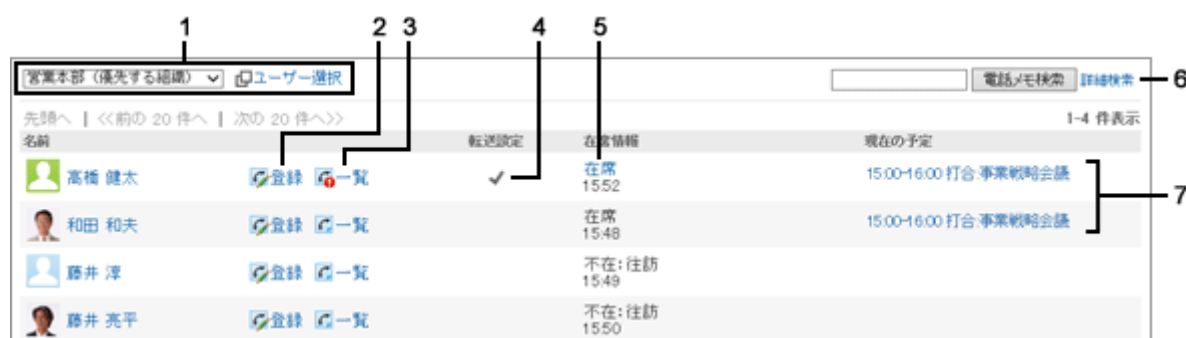 1 2 3 4 5
営業本部（優先する組織） ユーザー選択 電話メモ検索 詳細検索 6
先頭へ | <<前の 20 件へ | 次の 20 件へ>> 1-4 件表示
名前 転送設定 在席情報 現在の予定
高橋 健太 登録 一覧 在席 15:00-16:00 打合:事業戦略会議
15:52
7
和田 和夫 登録 一覧 在席 15:00-16:00 打合:事業戦略会議
15:48
藤井 淳 登録 一覧 不在:往訪
15:49
藤井 亮平 登録 一覧 不在:往訪
15:50